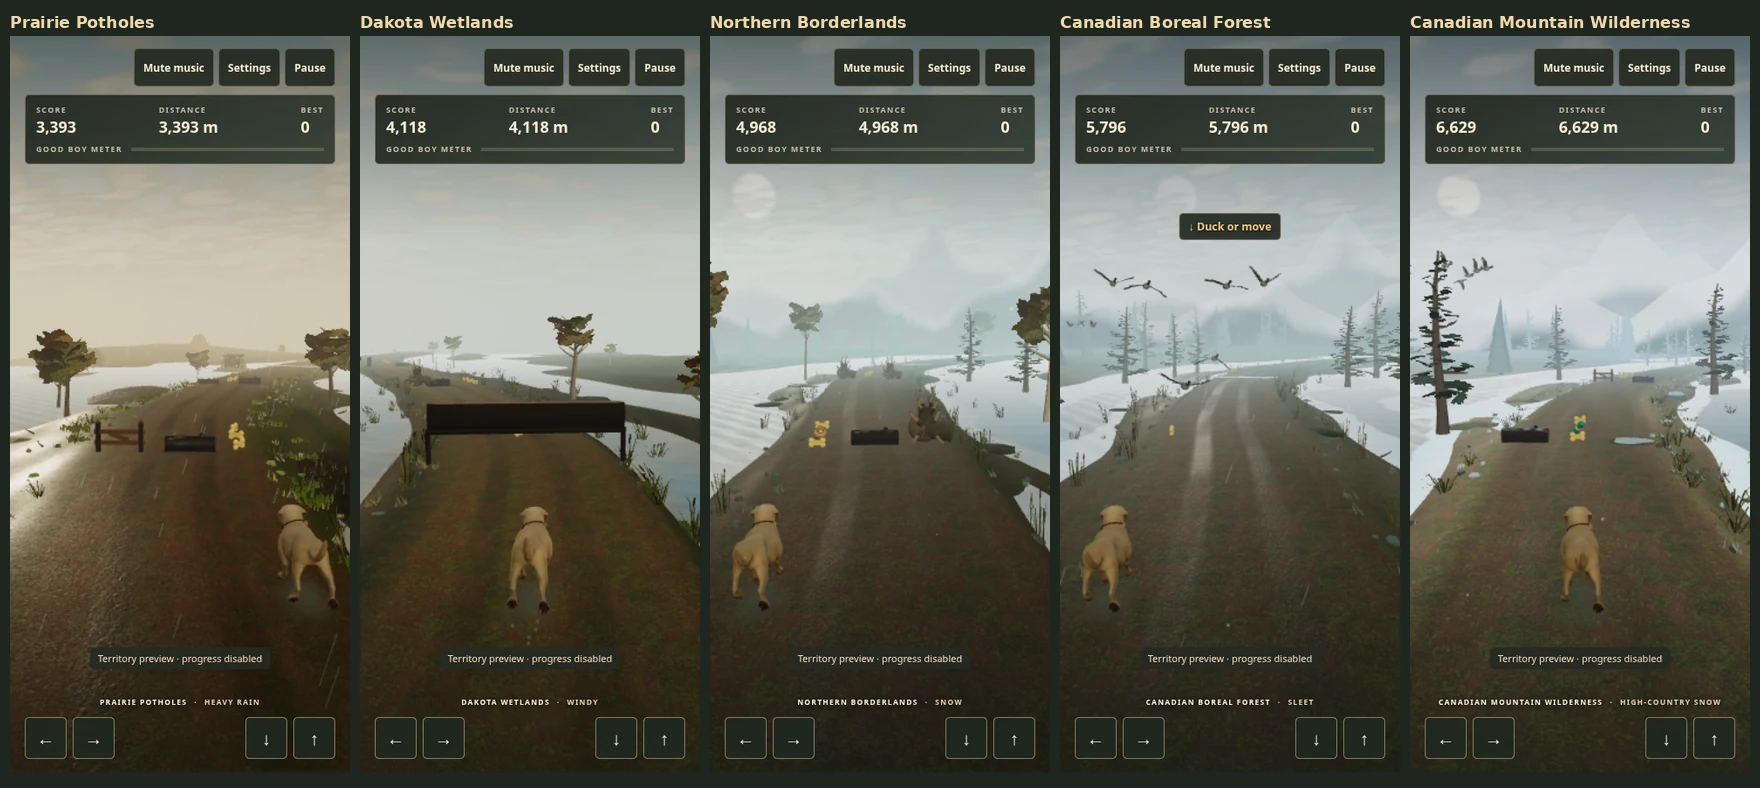 Prairie Potholes
Mute music Settings Pause
SCORE DISTANCE BEST
3,393 3,393 m 0
GOOD BOY METER
Territory preview · progress disabled
PRAIRIE POTHOLES · HEAVY RAIN
← → ↓ ↑
Dakota Wetlands
Mute music Settings Pause
SCORE DISTANCE BEST
4,118 4,118 m 0
GOOD BOY METER
Territory preview · progress disabled
DAKOTA WETLANDS · WINDY
← → ↓ ↑
Northern Borderlands
Mute music Settings Pause
SCORE DISTANCE BEST
4,968 4,968 m 0
GOOD BOY METER
Territory preview · progress disabled
NORTHERN BORDERLANDS · SNOW
← → ↓ ↑
Canadian Boreal Forest
Mute music Settings Pause
SCORE DISTANCE BEST
5,796 5,796 m 0
GOOD BOY METER
↓ Duck or move
Territory preview · progress disabled
CANADIAN BOREAL FOREST · SLEET
← → ↓ ↑
Canadian Mountain Wilderness
Mute music Settings Pause
SCORE DISTANCE BEST
6,629 6,629 m 0
GOOD BOY METER
Territory preview · progress disabled
CANADIAN MOUNTAIN WILDERNESS · HIGH-COUNTRY SNOW
← → ↓ ↑